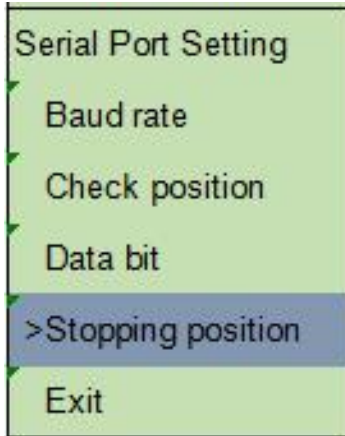 Serial Port Setting
Baud rate
Check position
Data bit
>Stopping position
Exit